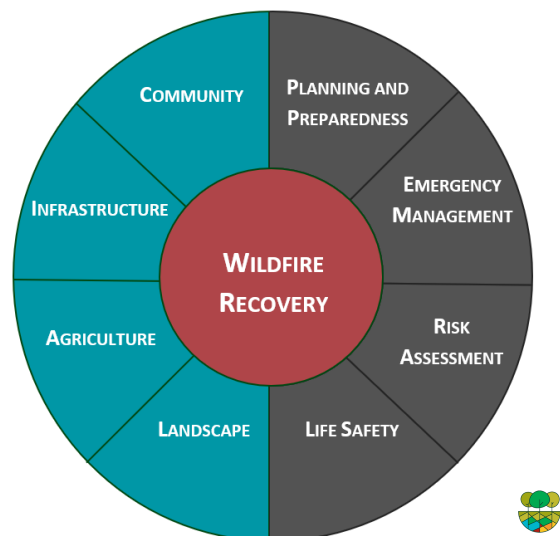 COMMUNITY
PLANNING AND
PREPAREDNESS
INFRASTRUCTURE
EMERGENCY
MANAGEMENT
WILDFIRE
RECOVERY
AGRICULTURE
RISK
ASSESSMENT
LANDSCAPE
LIFE SAFETY